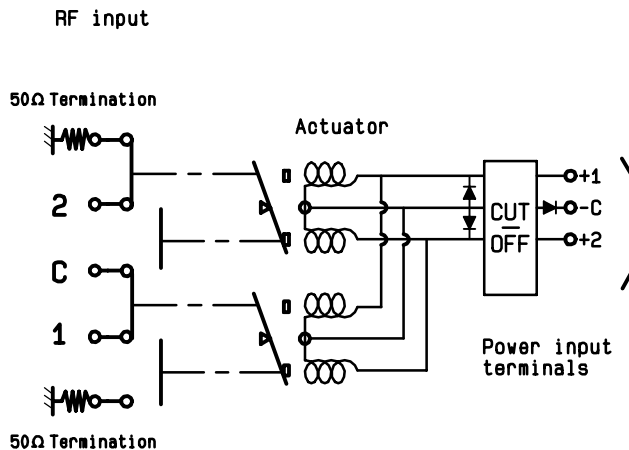 RF input
50Ω Termination
Actuator
2
C
1
50Ω Termination
CUT
OFF
+1
-C
+2
Power input
terminals